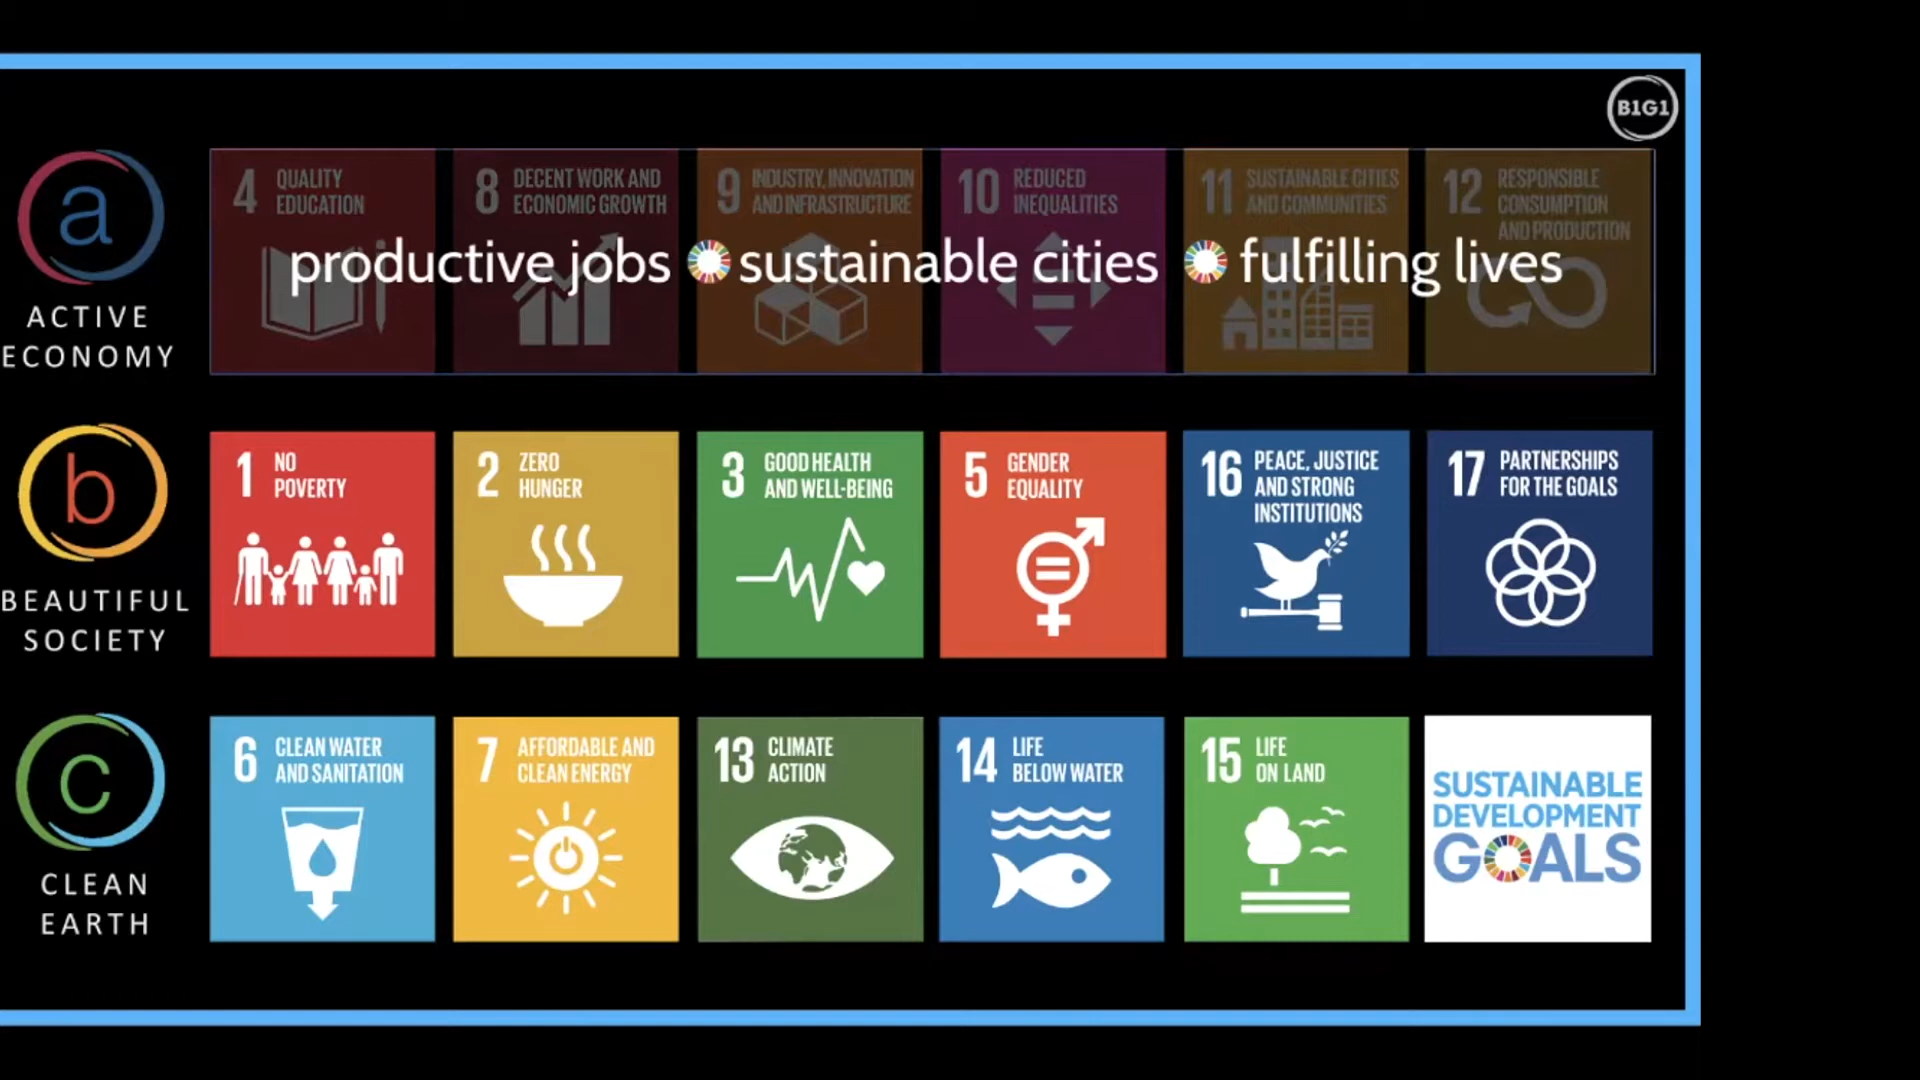 B1G1
a
ACTIVE
ECONOMY
4 QUALITY
EDUCATION
8 DECENT WORK AND
ECONOMIC GROWTH
9 INDUSTRY, INNOVATION
AND INFRASTRUCTURE
10 REDUCED
INEQUALITIES
11 SUSTAINABLE CITIES
AND COMMUNITIES
12 RESPONSIBLE
CONSUMPTION
AND PRODUCTION
productive jobs sustainable cities fulfilling lives
b
BEAUTIFUL
SOCIETY
1 NO
POVERTY
2 ZERO
HUNGER
3 GOOD HEALTH
AND WELL-BEING
5 GENDER
EQUALITY
16 PEACE, JUSTICE
AND STRONG
INSTITUTIONS
17 PARTNERSHIPS
FOR THE GOALS
c
CLEAN
EARTH
6 CLEAN WATER
AND SANITATION
7 AFFORDABLE AND
CLEAN ENERGY
13 CLIMATE
ACTION
14 LIFE
BELOW WATER
15 LIFE
ON LAND
SUSTAINABLE
DEVELOPMENT
GOALS